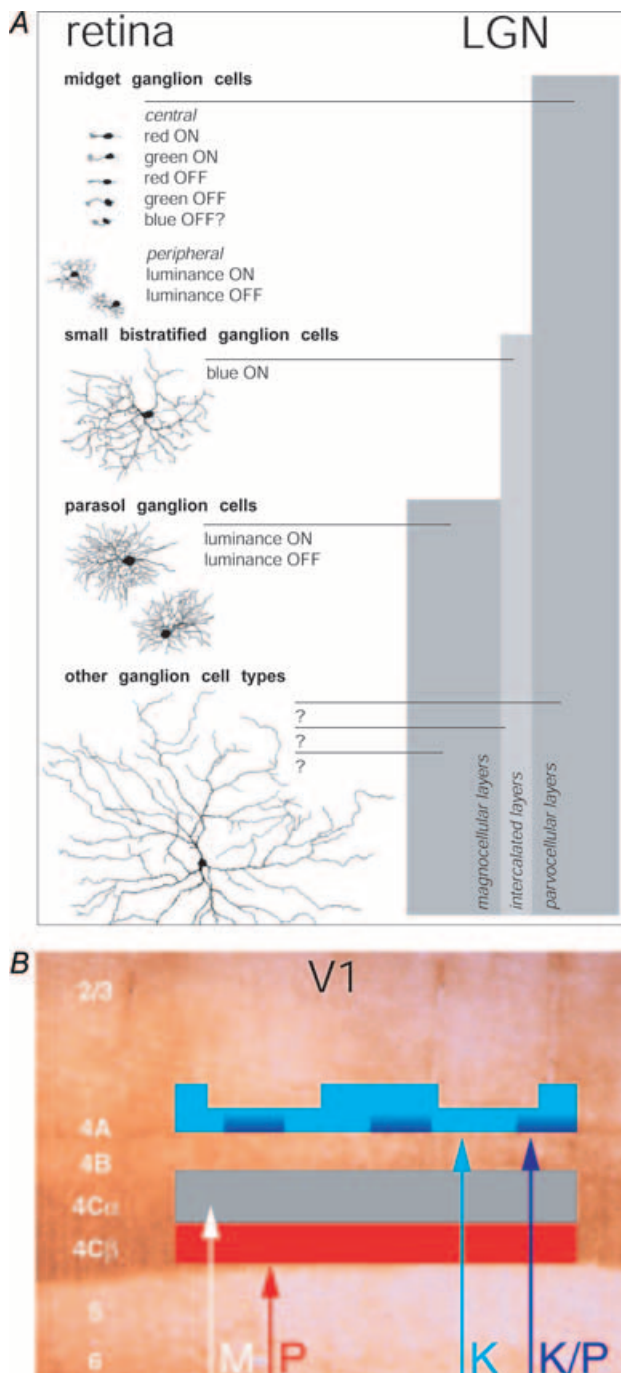 A
retina LGN
midget ganglion cells
central
red ON
green ON
red OFF
green OFF
blue OFF?
peripheral
luminance ON
luminance OFF
small bistratified ganglion cells
blue ON
parasol ganglion cells
luminance ON
luminance OFF
other ganglion cell types
?
?
?
magnocellular layers
intercalated layers
parvocellular layers
B
V1
2/3
4A
4B
4Cα
4Cβ
5
6
M P K K/P